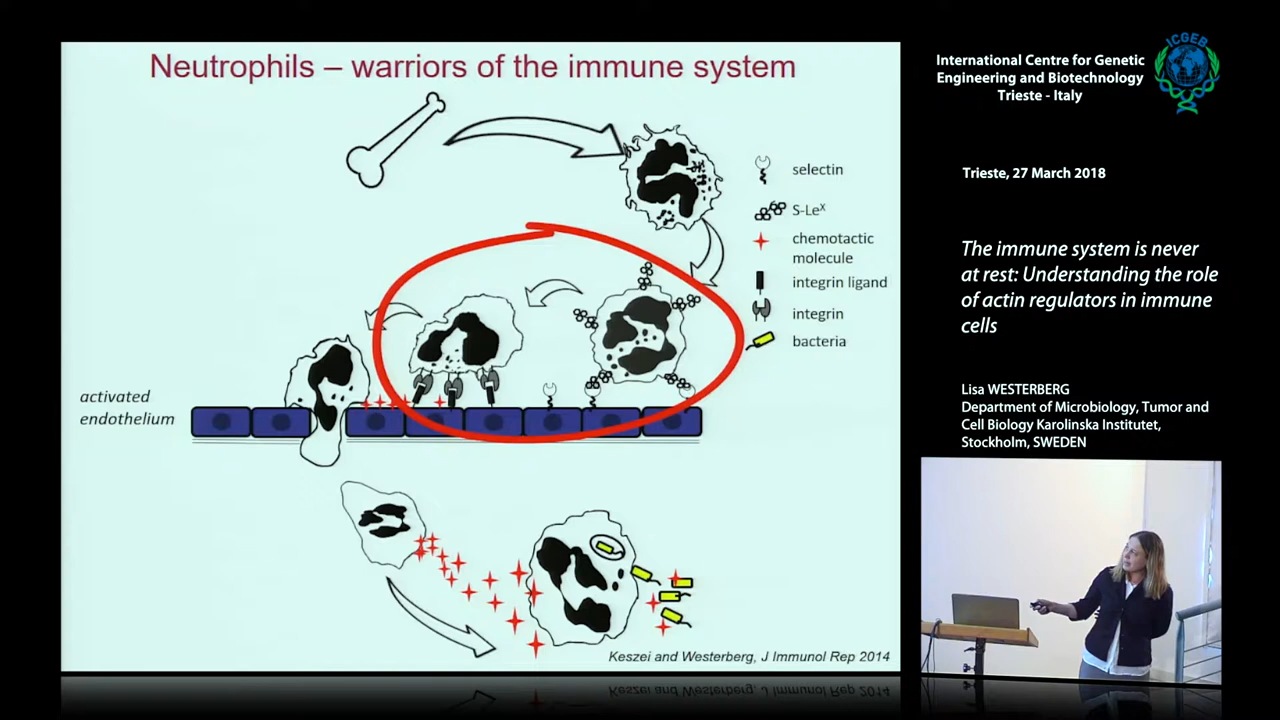 Neutrophils – warriors of the immune system
selectin
S-Leˣ
chemotactic
molecule
integrin ligand
integrin
bacteria
activated
endothelium
Keszei and Westerberg, J Immunol Rep 2014
International Centre for Genetic
Engineering and Biotechnology
Trieste - Italy
ICGEB
Trieste, 27 March 2018
The immune system is never
at rest: Understanding the role
of actin regulators in immune
cells
Lisa WESTERBERG
Department of Microbiology, Tumor and
Cell Biology Karolinska Institutet,
Stockholm, SWEDEN